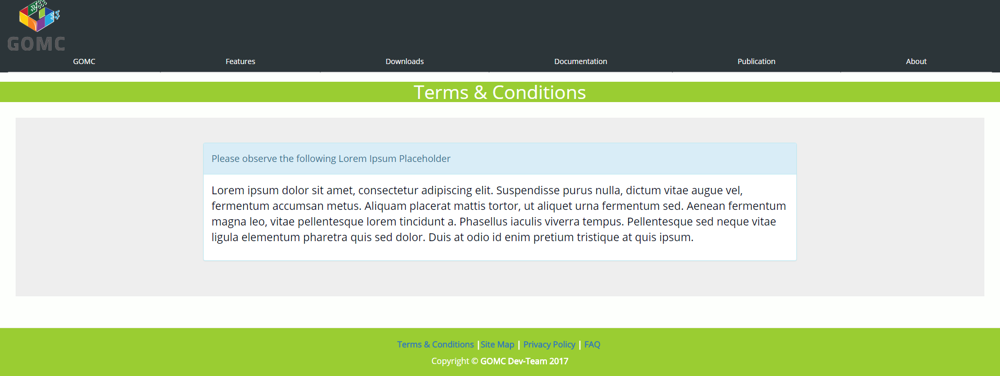 GOMC
GOMC Features Downloads Documentation Publication About
Terms & Conditions
Please observe the following Lorem Ipsum Placeholder
Lorem ipsum dolor sit amet, consectetur adipiscing elit. Suspendisse purus nulla, dictum vitae augue vel,
fermentum accumsan metus. Aliquam placerat mattis tortor, ut aliquet urna fermentum sed. Aenean fermentum
magna leo, vitae pellentesque lorem tincidunt a. Phasellus iaculis viverra tempus. Pellentesque sed neque vitae
ligula elementum pharetra quis sed dolor. Duis at odio id enim pretium tristique at quis ipsum.
Terms & Conditions |Site Map | Privacy Policy | FAQ
Copyright © GOMC Dev-Team 2017